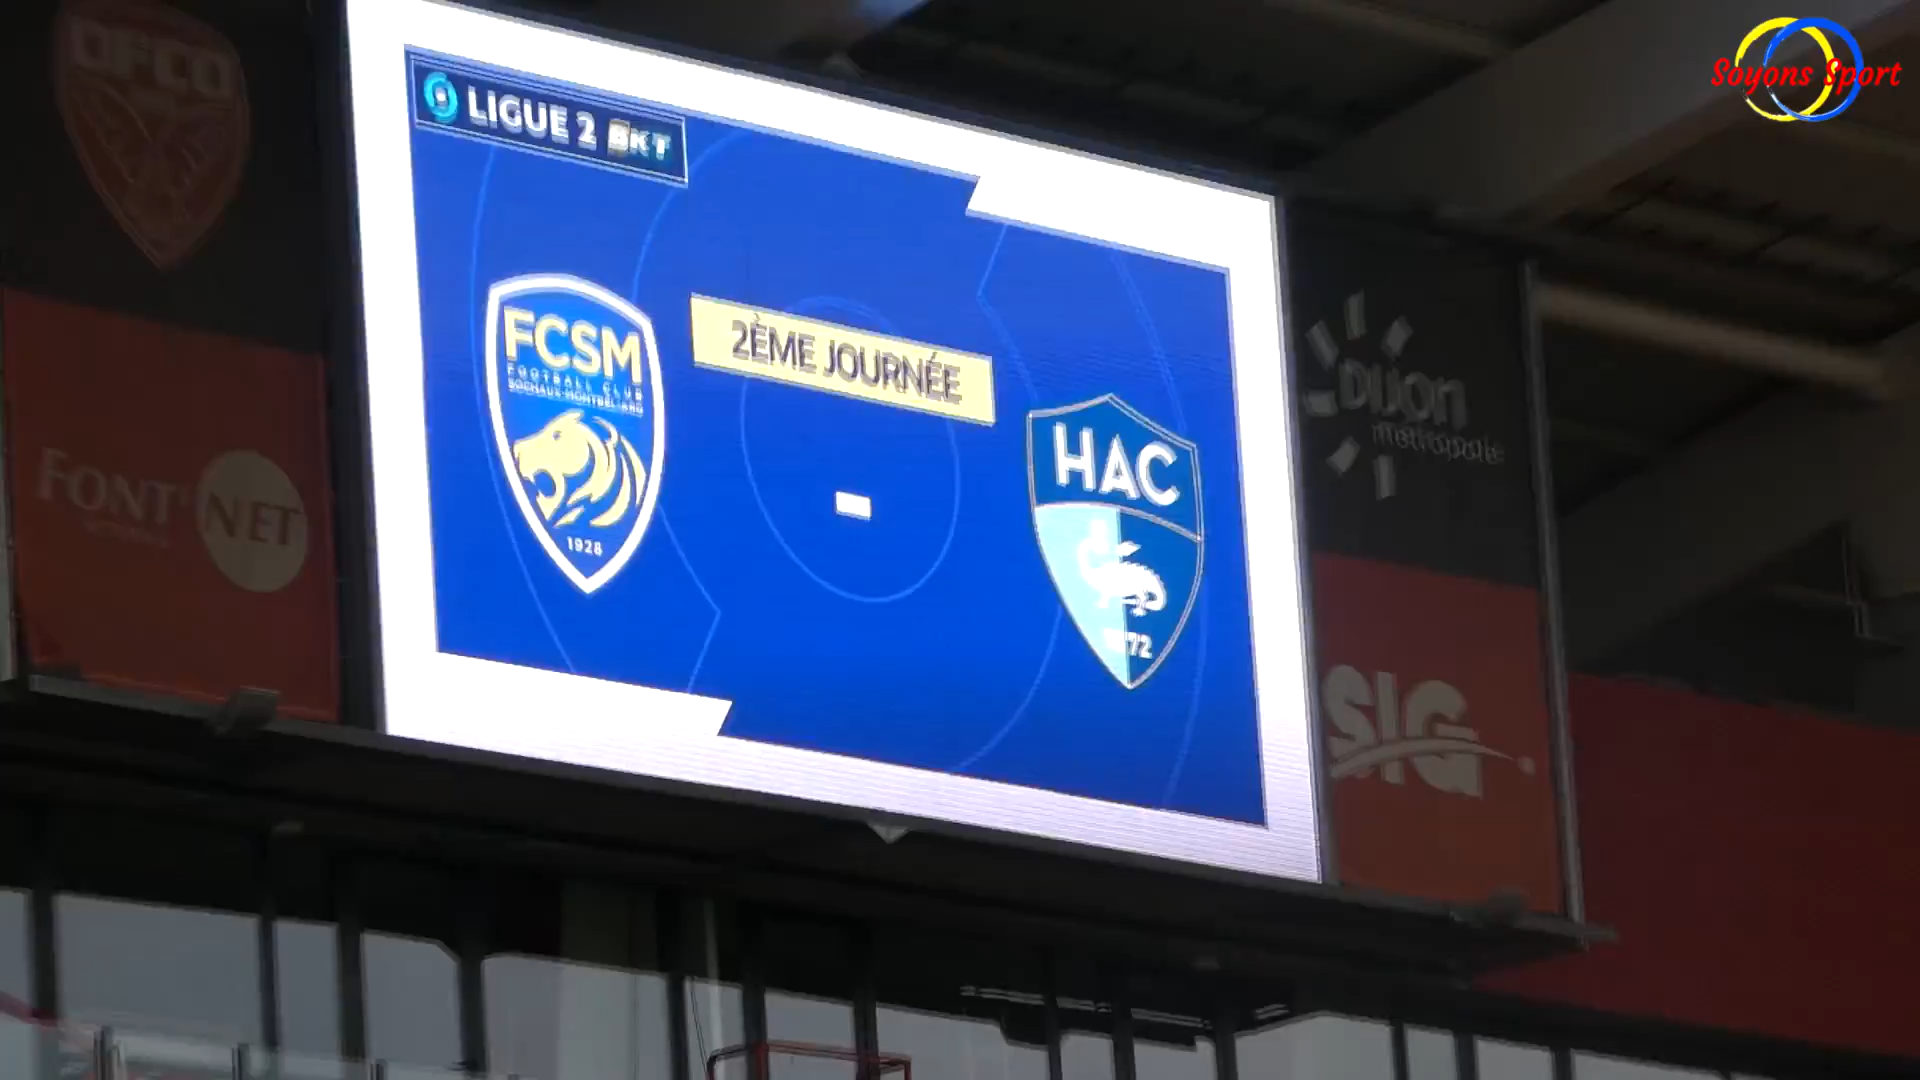 DFCO
Soyons Sport
LIGUE 2 BKT
FCSM
FOOTBALL CLUB
SOCHAUX-MONTBÉLIARD
1928
2ÈME JOURNÉE
-
HAC
72
FONT NET
DIJON
métropole
SIG